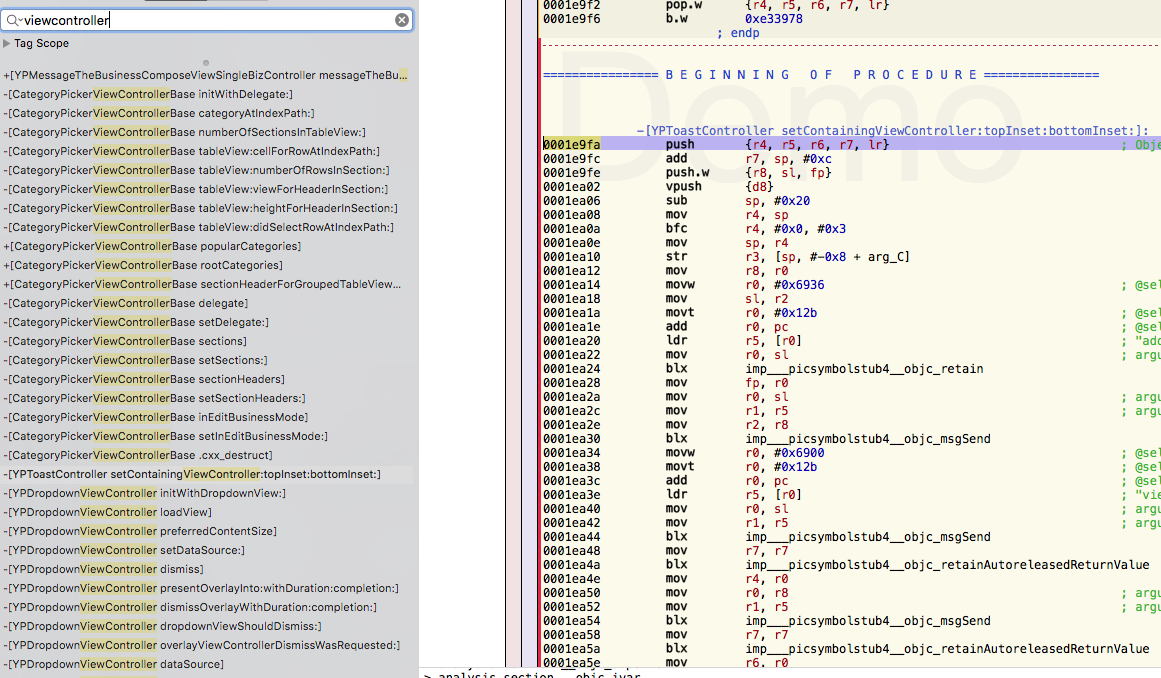 viewcontroller
Tag Scope
+[YPMessageTheBusinessComposeViewSingleBizController messageTheBu...
-[CategoryPickerViewControllerBase initWithDelegate:]
-[CategoryPickerViewControllerBase categoryAtIndexPath:]
-[CategoryPickerViewControllerBase numberOfSectionsInTableView:]
-[CategoryPickerViewControllerBase tableView:cellForRowAtIndexPath:]
-[CategoryPickerViewControllerBase tableView:numberOfRowsInSection:]
-[CategoryPickerViewControllerBase tableView:viewForHeaderInSection:]
-[CategoryPickerViewControllerBase tableView:heightForHeaderInSection:]
-[CategoryPickerViewControllerBase tableView:didSelectRowAtIndexPath:]
+[CategoryPickerViewControllerBase popularCategories]
+[CategoryPickerViewControllerBase rootCategories]
+[CategoryPickerViewControllerBase sectionHeaderForGroupedTableView...
-[CategoryPickerViewControllerBase delegate]
-[CategoryPickerViewControllerBase setDelegate:]
-[CategoryPickerViewControllerBase sections]
-[CategoryPickerViewControllerBase setSections:]
-[CategoryPickerViewControllerBase sectionHeaders]
-[CategoryPickerViewControllerBase setSectionHeaders:]
-[CategoryPickerViewControllerBase inEditBusinessMode]
-[CategoryPickerViewControllerBase setInEditBusinessMode:]
-[CategoryPickerViewControllerBase .cxx_destruct]
-[YPToastController setContainingViewController:topInset:bottomInset:]
-[YPDropdownViewController initWithDropdownView:]
-[YPDropdownViewController loadView]
-[YPDropdownViewController preferredContentSize]
-[YPDropdownViewController setDataSource:]
-[YPDropdownViewController dismiss]
-[YPDropdownViewController presentOverlayInto:withDuration:completion:]
-[YPDropdownViewController dismissOverlayWithDuration:completion:]
-[YPDropdownViewController dropdownViewShouldDismiss:]
-[YPDropdownViewController overlayViewControllerDismissWasRequested:]
-[YPDropdownViewController dataSource]
0001e9f2 pop.w {r4, r5, r6, r7, lr}
0001e9f6 b.w 0xe33978
; endp
================ B E G I N N I N G   O F   P R O C E D U R E ================
Demo
-[YPToastController setContainingViewController:topInset:bottomInset:]:
0001e9fa push {r4, r5, r6, r7, lr} ; Obje
0001e9fc add r7, sp, #0xc
0001e9fe push.w {r8, sl, fp}
0001ea02 vpush {d8}
0001ea06 sub sp, #0x20
0001ea08 mov r4, sp
0001ea0a bfc r4, #0x0, #0x3
0001ea0e mov sp, r4
0001ea10 str r3, [sp, #-0x8 + arg_C]
0001ea12 mov r8, r0
0001ea14 movw r0, #0x6936 ; @sel
0001ea18 mov sl, r2
0001ea1a movt r0, #0x12b ; @sel
0001ea1e add r0, pc ; @sel
0001ea20 ldr r5, [r0] ; "add
0001ea22 mov r0, sl ; argu
0001ea24 blx imp___picsymbolstub4__objc_retain
0001ea28 mov fp, r0
0001ea2a mov r0, sl ; argu
0001ea2c mov r1, r5 ; argu
0001ea2e mov r2, r8
0001ea30 blx imp___picsymbolstub4__objc_msgSend
0001ea34 movw r0, #0x6900 ; @sel
0001ea38 movt r0, #0x12b ; @sel
0001ea3c add r0, pc ; @sel
0001ea3e ldr r5, [r0] ; "vie
0001ea40 mov r0, sl ; argu
0001ea42 mov r1, r5 ; argu
0001ea44 blx imp___picsymbolstub4__objc_msgSend
0001ea48 mov r7, r7
0001ea4a blx imp___picsymbolstub4__objc_retainAutoreleasedReturnValue
0001ea4e mov r4, r0
0001ea50 mov r0, r8 ; argu
0001ea52 mov r1, r5 ; argu
0001ea54 blx imp___picsymbolstub4__objc_msgSend
0001ea58 mov r7, r7
0001ea5a blx imp___picsymbolstub4__objc_retainAutoreleasedReturnValue
0001ea5e mov r6, r0
> analysis section __objc_ivar